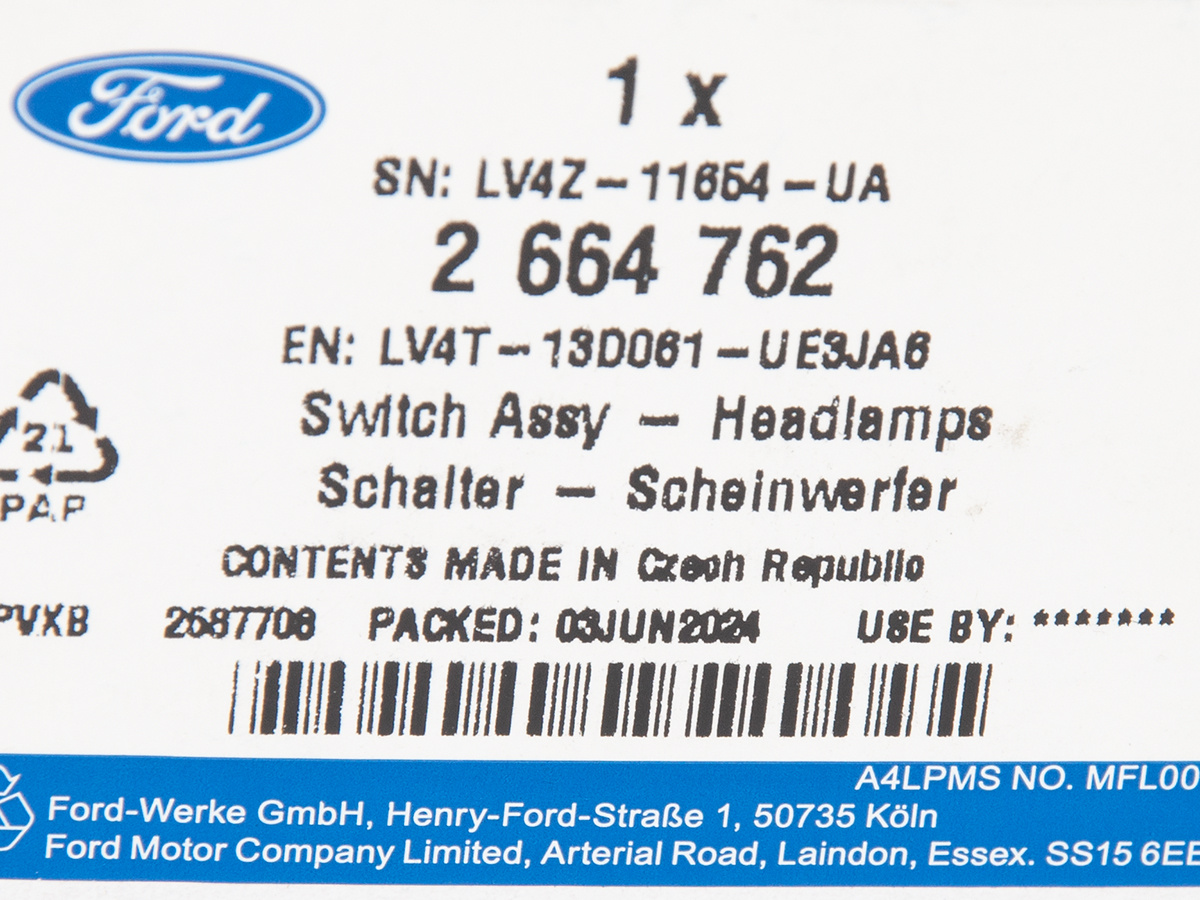 Ford
1 x
SN: LV4Z-11654-UA
2 664 762
EN: LV4T-13D061-UE3JA6
Switch Assy - Headlamps
21
Schalter - Scheinwerfer
PAP
CONTENTS MADE IN Czech Republic
PVXB 2587708 PACKED: 03JUN2024 USE BY: *******
A4LPMS NO. MFL00
Ford-Werke GmbH, Henry-Ford-Straße 1, 50735 Köln
Ford Motor Company Limited, Arterial Road, Laindon, Essex. SS15 6EE